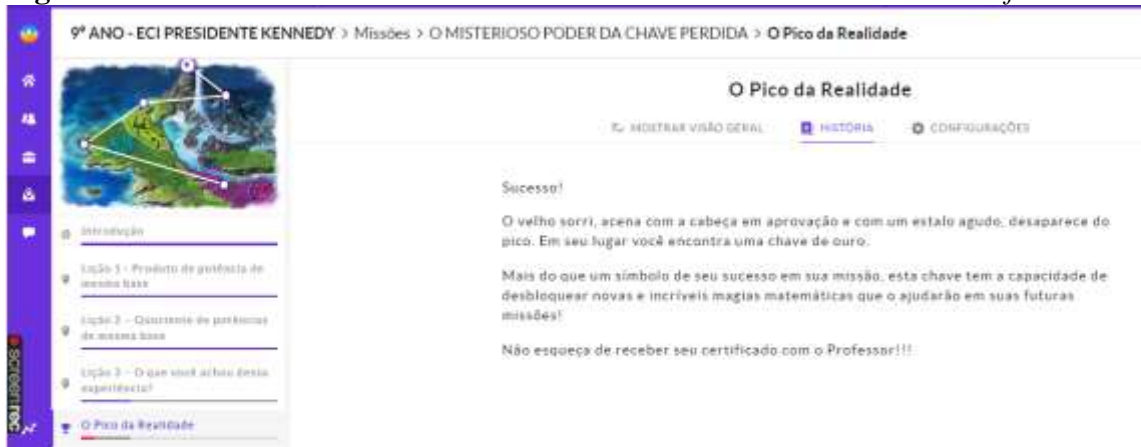 9º ANO - ECI PRESIDENTE KENNEDY > Missões > O MISTERIOSO PODER DA CHAVE PERDIDA > O Pico da Realidade
O Pico da Realidade
MOSTRAR VISÃO GERAL HISTÓRIA CONFIGURAÇÕES
Sucesso!
O velho sorri, acena com a cabeça em aprovação e com um estalo agudo, desaparece do
pico. Em seu lugar você encontra uma chave de ouro.
Mais do que um símbolo de seu sucesso em sua missão, esta chave tem a capacidade de
desbloquear novas e incríveis magias matemáticas que o ajudarão em suas futuras
missões!
Não esqueça de receber seu certificado com o Professor!!!
Introdução
Lição 1 - Produto de potência de
mesma base
Lição 2 - Quociente de potências
de mesma base
Lição 3 - O que você achou desta
experiência?
O Pico da Realidade
screenrec